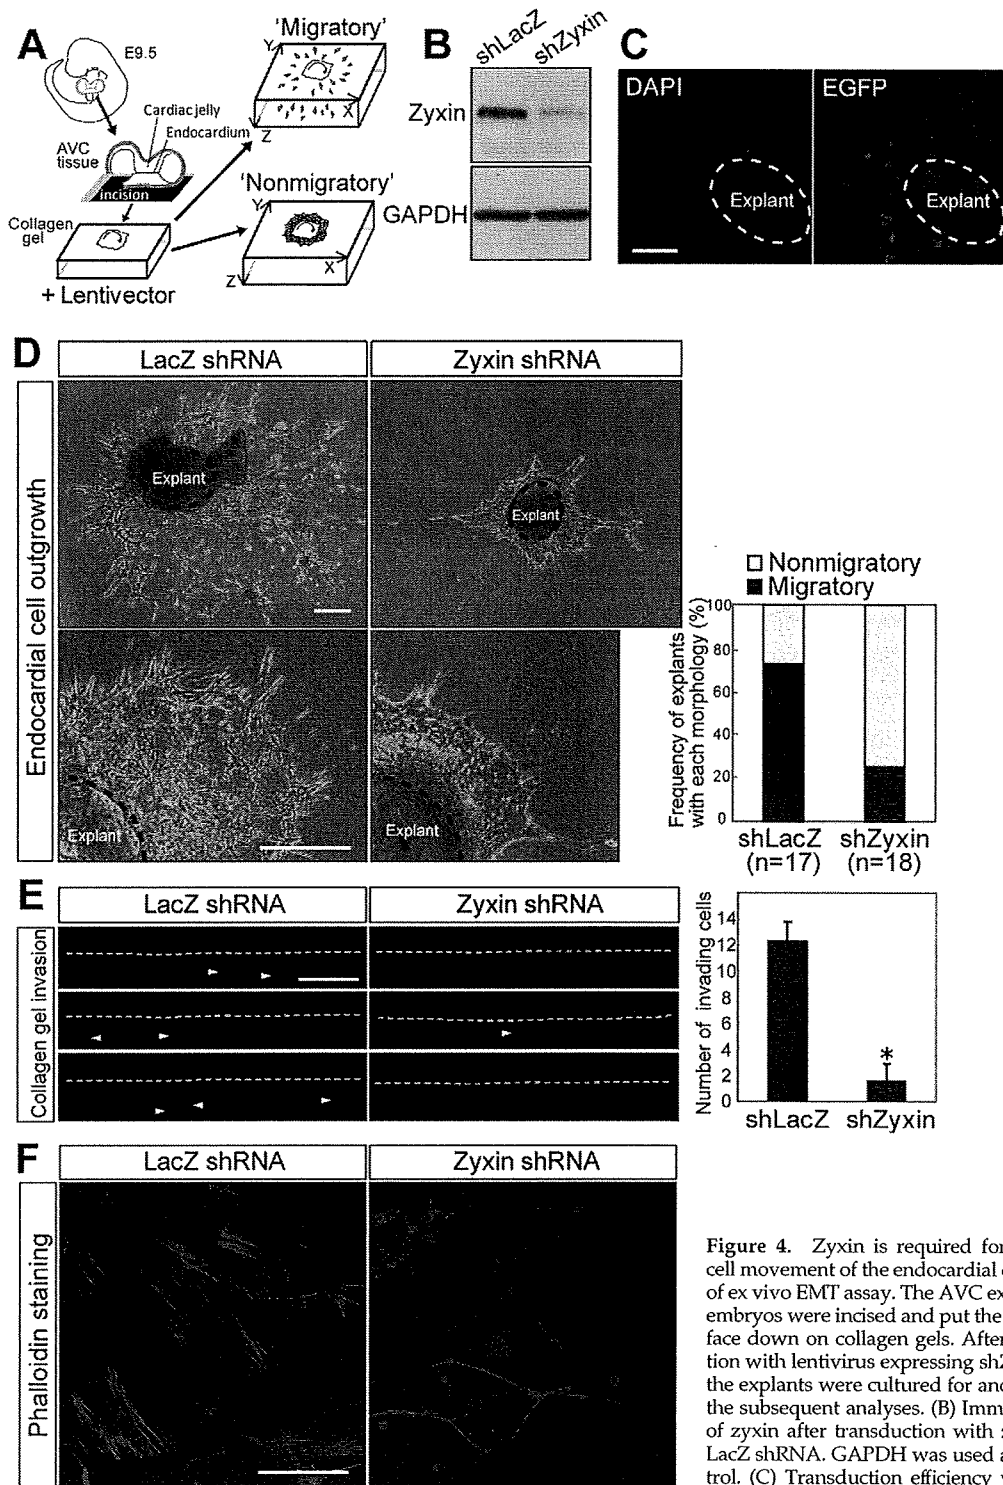 A
E9.5
Cardiac jelly
Endocardium
AVC
tissue
Incision
Collagen
gel
+ Lentivector
'Migratory'
Y
X
Z
'Nonmigratory'
Y
X
Z
B
shLacZ
shZyxin
Zyxin
GAPDH
C
DAPI
Explant
EGFP
Explant
D
LacZ shRNA
Zyxin shRNA
Endocardial cell outgrowth
Explant
Explant
Explant
Explant
Nonmigratory
Migratory
Frequency of explants
with each morphology (%)
100
80
60
40
20
0
shLacZ
(n=17)
shZyxin
(n=18)
E
LacZ shRNA
Zyxin shRNA
Collagen gel invasion
Number of invading cells
14
12
10
8
6
4
2
0
*
shLacZ
shZyxin
F
LacZ shRNA
Zyxin shRNA
Phalloidin staining
Figure 4. Zyxin is required for
cell movement of the endocardial
of ex vivo EMT assay. The AVC ex
embryos were incised and put the
face down on collagen gels. After
tion with lentivirus expressing
the explants were cultured for
the subsequent analyses. (B)
of zyxin after transduction with
LacZ shRNA. GAPDH was used
trol. (C) Transduction efficiency